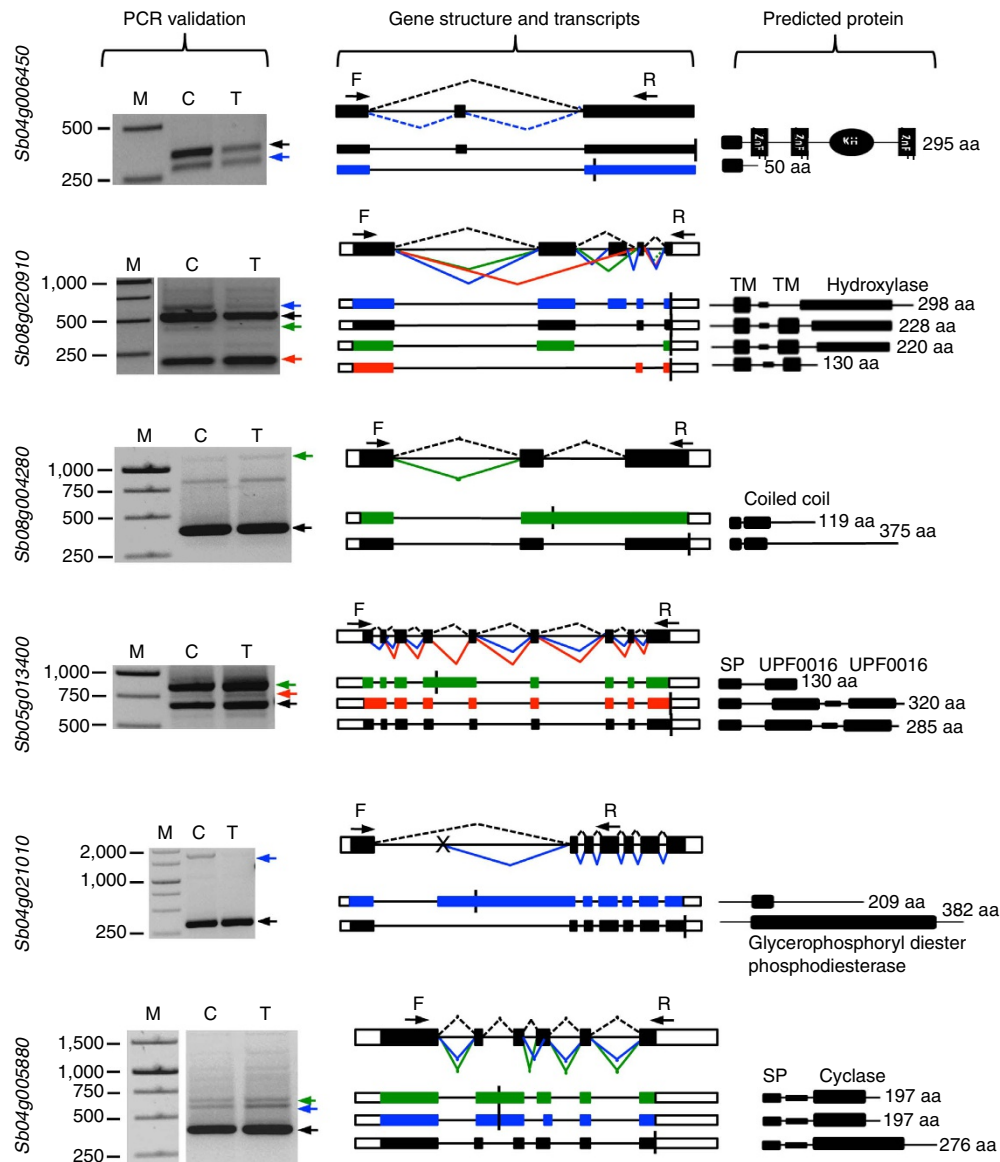 PCR validation Gene structure and transcripts Predicted protein
Sb04g006450
M C T
500
250
F R
ZnF ZnF KH ZnF
295 aa
50 aa
Sb08g020910
M C T
1,000
500
250
F R
TM TM Hydroxylase
298 aa
228 aa
220 aa
130 aa
Sb08g004280
M C T
1,000
750
500
250
F R
Coiled coil
119 aa
375 aa
Sb05g013400
M C T
1,000
750
500
F R
SP UPF0016 UPF0016
130 aa
320 aa
285 aa
Sb04g021010
M C T
2,000
1,000
250
F R
X
209 aa
382 aa
Glycerophosphoryl diester
phosphodiesterase
Sb04g005880
M C T
1,500
1,000
750
500
250
F R
SP Cyclase
197 aa
197 aa
276 aa